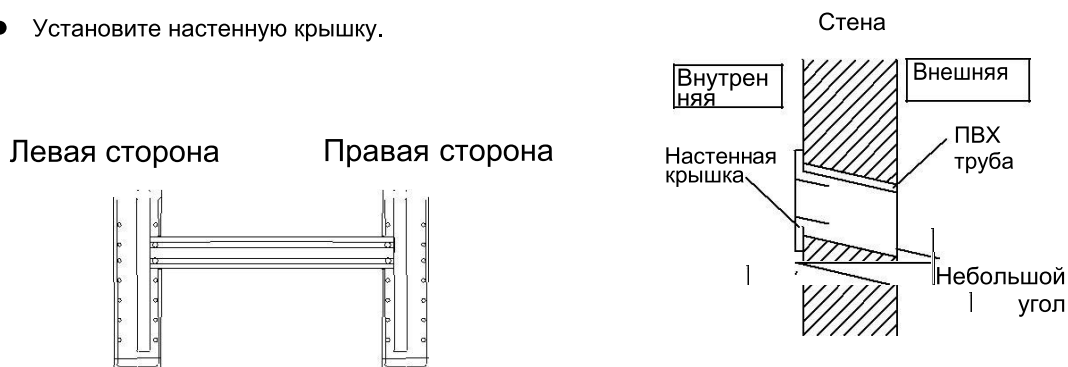 ● Установите настенную крышку.
Левая сторона
Правая сторона
Стена
Внутрен
няя
Внешняя
ПВХ
труба
Настенная
крышка
Небольшой
угол